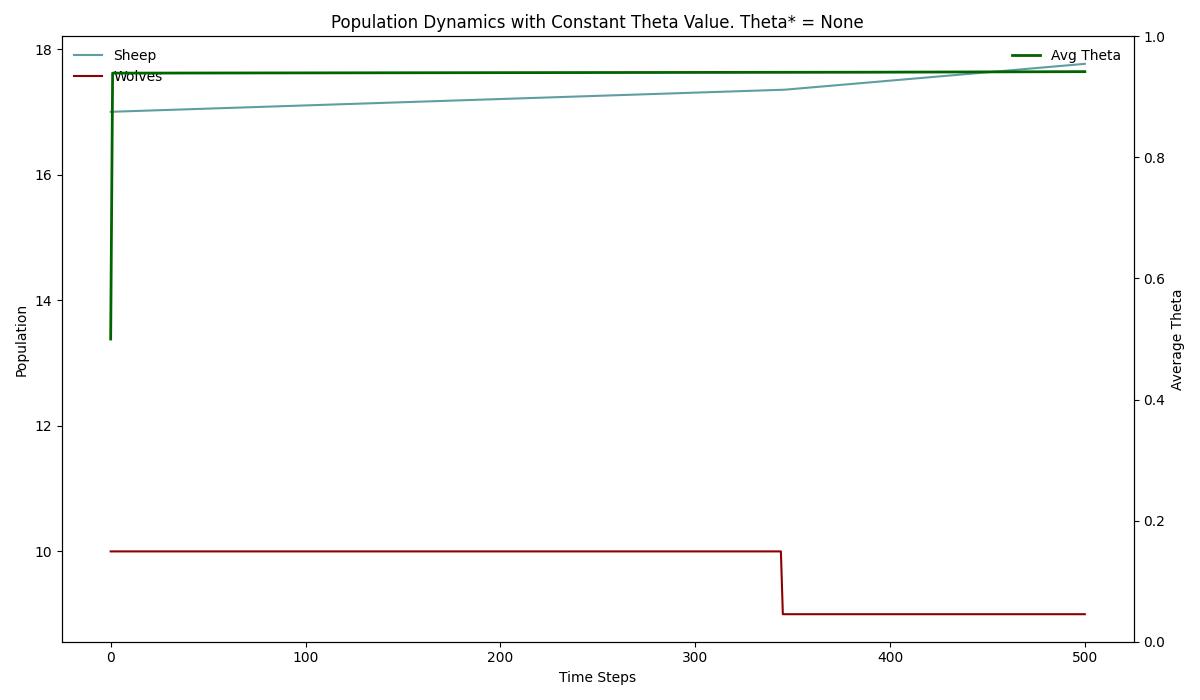 Population Dynamics with Constant Theta Value. Theta* = None
Sheep
Wolves
Avg Theta
Population
18
16
14
12
10
Average Theta
1.0
0.8
0.6
0.4
0.2
0.0
0 100 200 300 400 500
Time Steps